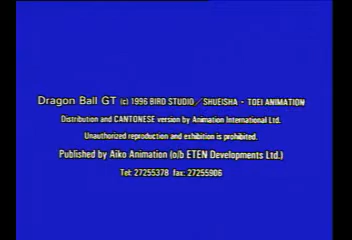 Dragon Ball GT (c) 1996 BIRD STUDIO／SHUEISHA - TOEI ANIMATION
Distribution and CANTONESE version by Animation International Ltd.
Unauthorized reproduction and exhibition is prohibited.
Published by Aiko Animation (o/b ETEN Developments Ltd.)
Tel: 27255378 fax: 27255906